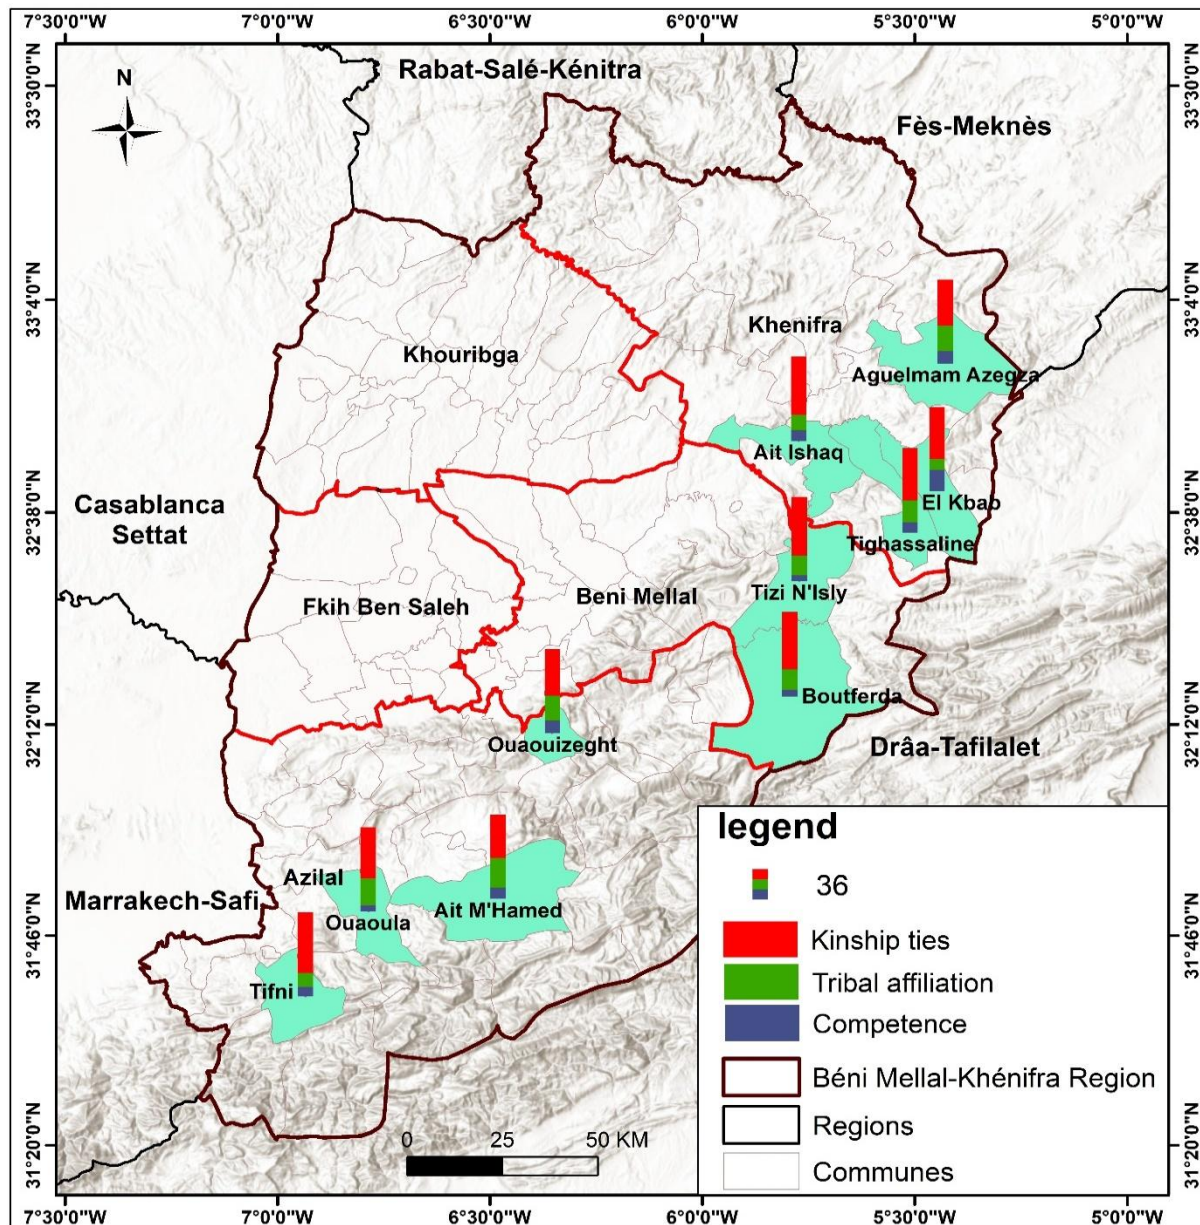 7°30'0"W 7°0'0"W 6°30'0"W 6°0'0"W 5°30'0"W 5°0'0"W
33°30'0"N
33°30'0"N
N
Rabat-Salé-Kénitra
Fès-Meknès
33°4'0"N
33°4'0"N
Khenifra
Khouribga
Aguelmam Azegza
Ait Ishaq
El Kbab
Casablanca
Settat
32°38'0"N
32°38'0"N
Tighassaline
Tizi N'Isly
Beni Mellal
Fkih Ben Saleh
Boutferda
32°12'0"N
32°12'0"N
Ouaouizeght
Drâa-Tafilalet
legend
36
Kinship ties
Tribal affiliation
Competence
Béni Mellal-Khénifra Region
Regions
Communes
Azilal
Marrakech-Safi
Ait M'Hamed
Ouaoula
31°46'0"N
31°46'0"N
Tifni
0 25 50 KM
31°20'0"N
31°20'0"N
7°30'0"W 7°0'0"W 6°30'0"W 6°0'0"W 5°30'0"W 5°0'0"W